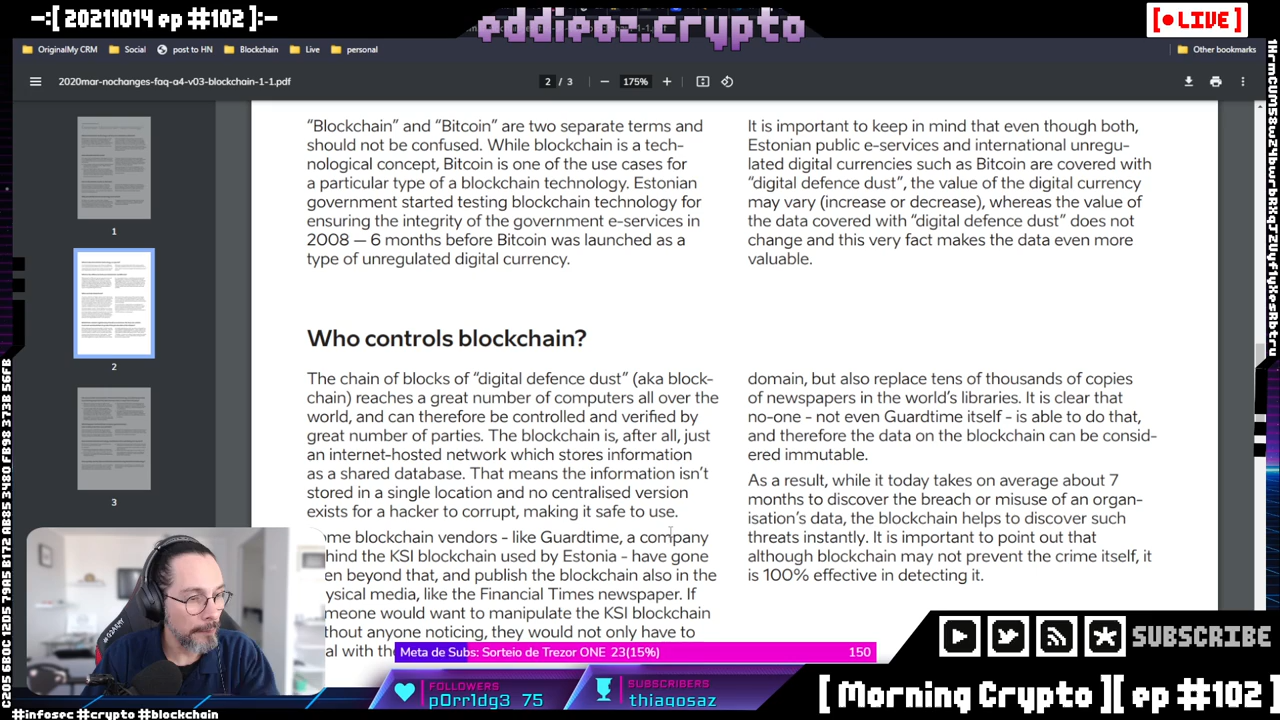 -:[ 20211014 ep #102 ]:-
eddieoz.crypto
[ LIVE ]
OriginalMy CRM
Social
post to HN
Blockchain
Live
personal
Other bookmarks
2020mar-nochanges-faq-a4-v03-blockchain-1-1.pdf
2 / 3
175%
1
2
3
“Blockchain” and “Bitcoin” are two separate terms and
should not be confused. While blockchain is a tech-
nological concept, Bitcoin is one of the use cases for
a particular type of a blockchain technology. Estonian
government started testing blockchain technology for
ensuring the integrity of the government e-services in
2008 – 6 months before Bitcoin was launched as a
type of unregulated digital currency.
It is important to keep in mind that even though both,
Estonian public e-services and international unregu-
lated digital currencies such as Bitcoin are covered with
“digital defence dust”, the value of the digital currency
may vary (increase or decrease), whereas the value of
the data covered with “digital defence dust” does not
change and this very fact makes the data even more
valuable.
Who controls blockchain?
The chain of blocks of “digital defence dust” (aka block-
chain) reaches a great number of computers all over the
world, and can therefore be controlled and verified by
great number of parties. The blockchain is, after all, just
an internet-hosted network which stores information
as a shared database. That means the information isn’t
stored in a single location and no centralised version
exists for a hacker to corrupt, making it safe to use.
ome blockchain vendors - like Guardtime, a company
hind the KSI blockchain used by Estonia - have gone
en beyond that, and publish the blockchain also in the
ysical media, like the Financial Times newspaper. If
meone would want to manipulate the KSI blockchain
thout anyone noticing, they would not only have to
al with the
domain, but also replace tens of thousands of copies
of newspapers in the world’s libraries. It is clear that
no-one - not even Guardtime itself - is able to do that,
and therefore the data on the blockchain can be consid-
ered immutable.
As a result, while it today takes on average about 7
months to discover the breach or misuse of an organ-
isation’s data, the blockchain helps to discover such
threats instantly. It is important to point out that
although blockchain may not prevent the crime itself, it
is 100% effective in detecting it.
Meta de Subs: Sorteio de Trezor ONE 23(15%)
150
FOLLOWERS
p0rr1dg3_75
SUBSCRIBERS
thiagosaz
SUBSCRIBE
[ Morning Crypto ][ ep #102 ]
infosec #crypto #blockchain